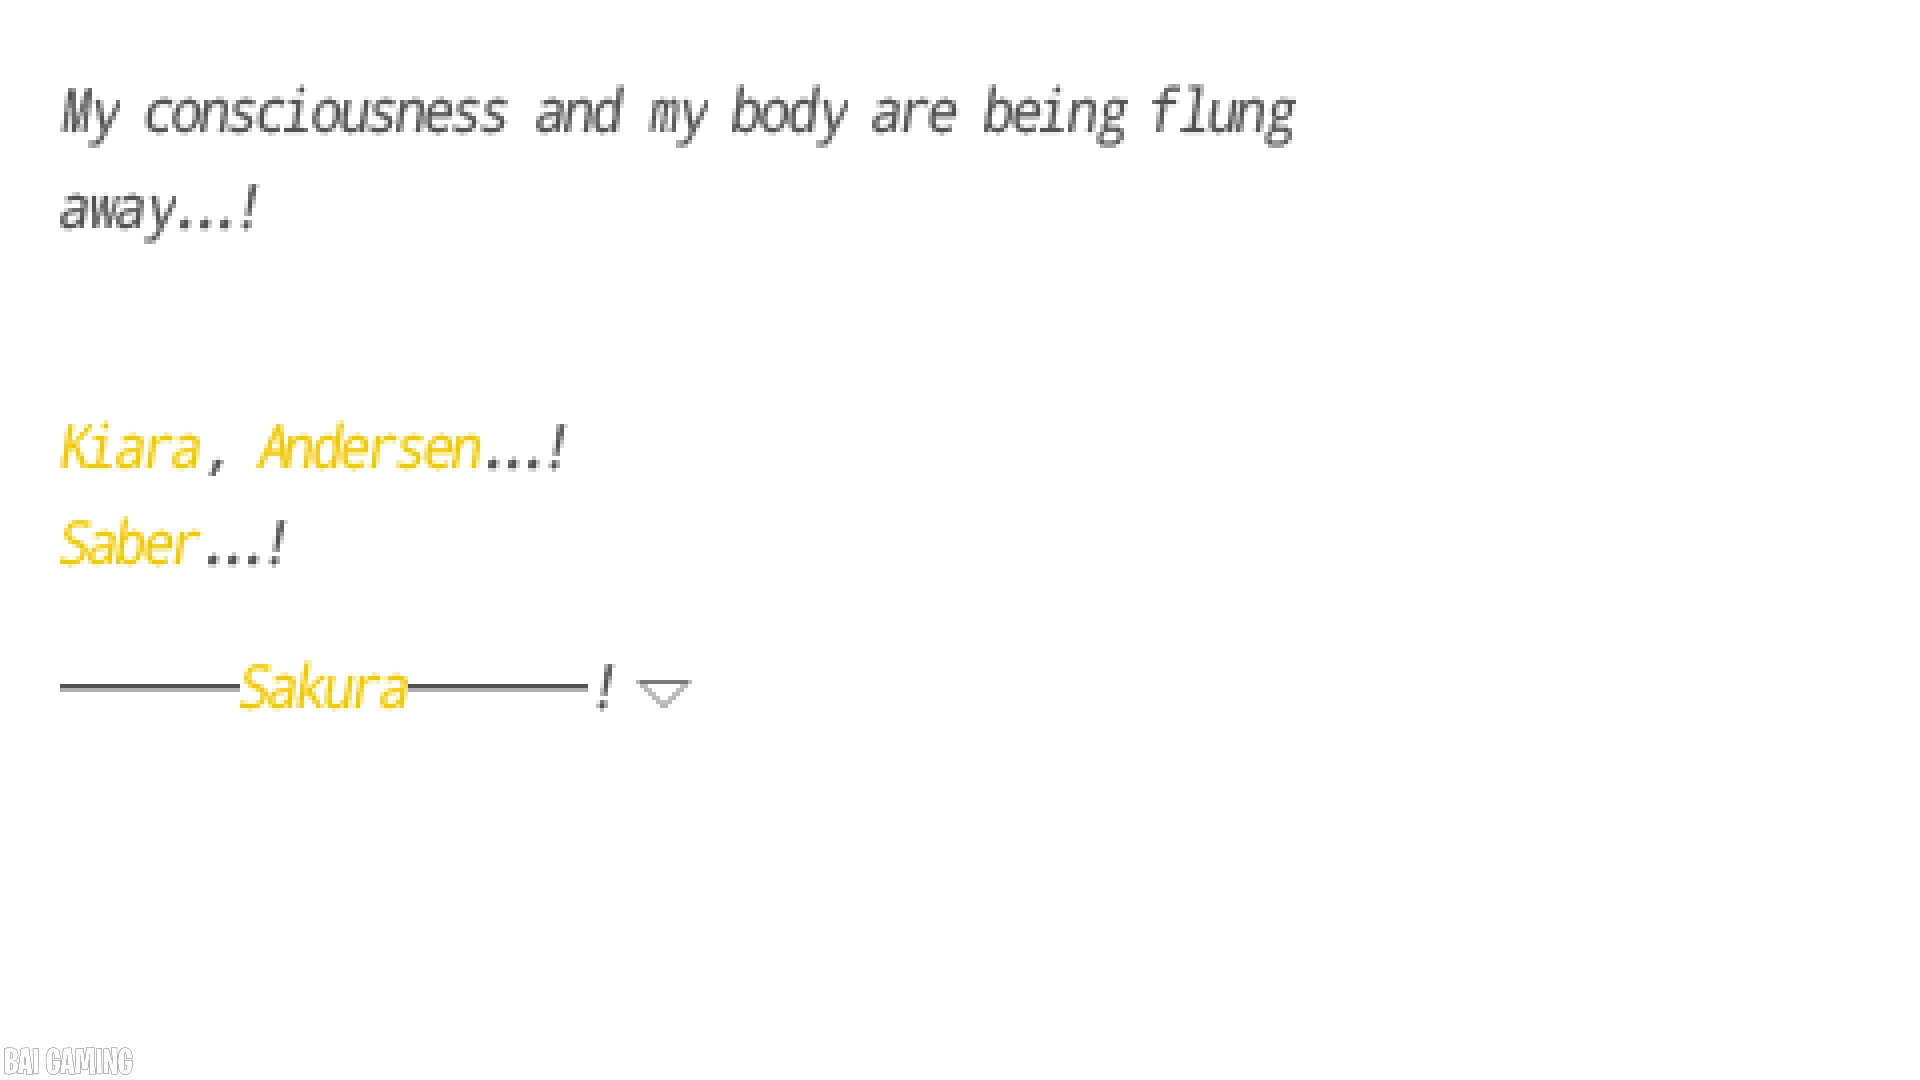 My consciousness and my body are being flung
away...!
Kiara, Andersen...!
Saber...!
———Sakura———!
BAI GAMING